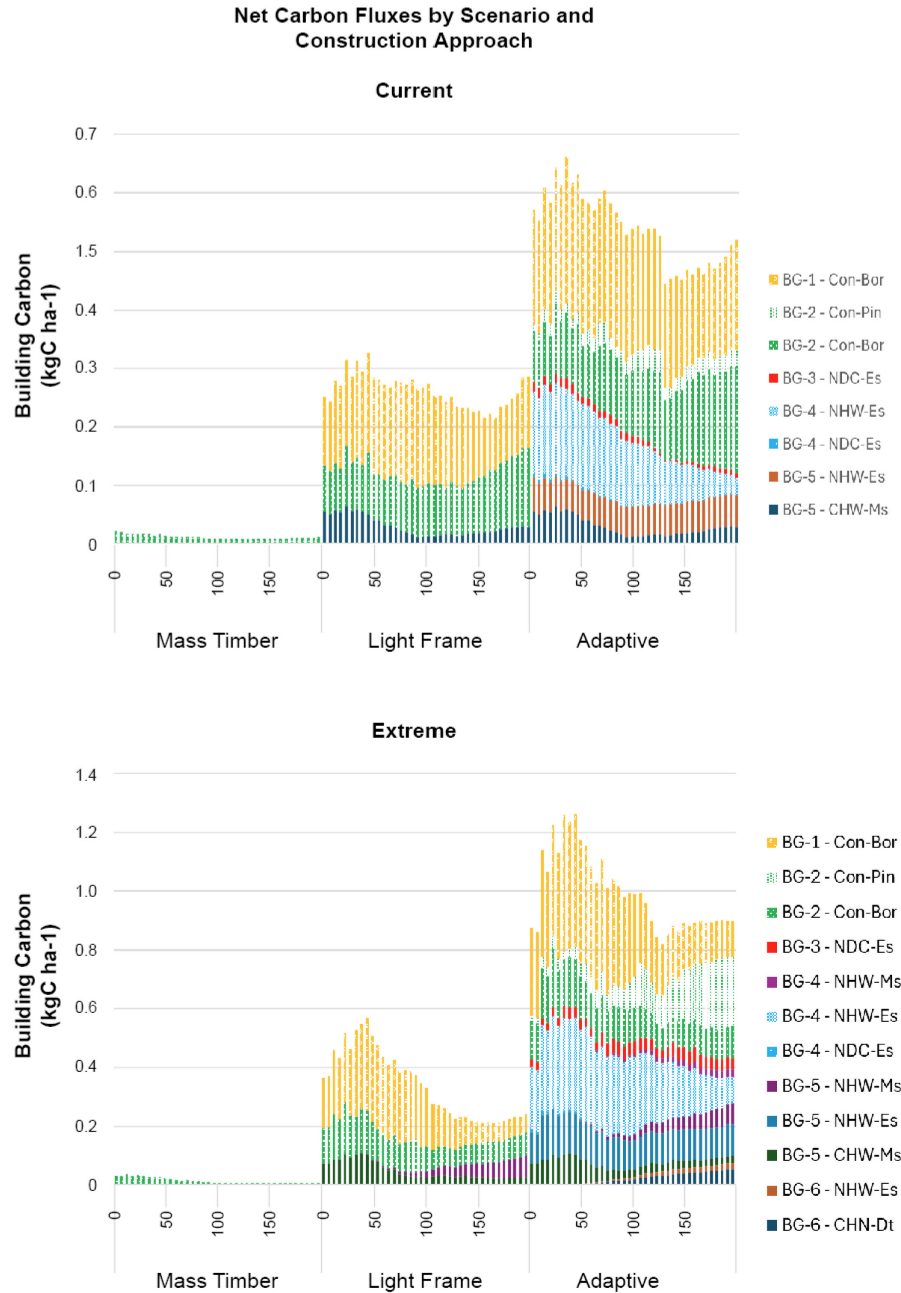 Net Carbon Fluxes by Scenario and
Construction Approach
Current
Building Carbon
(kgC ha-1)
0.7
0.6
1.5
0.4
0.3
0.2
0.1
0
0 50 100 150 0 50 100 150 0 50 100 150
Mass Timber Light Frame Adaptive
BG-1 - Con-Bor
BG-2 - Con-Pin
BG-2 - Con-Bor
BG-3 - NDC-Es
BG-4 - NHW-Es
BG-4 - NDC-Es
BG-5 - NHW-Es
BG-5 - CHW-Ms
Extreme
Building Carbon
(kgC ha-1)
1.4
1.2
1.0
0.8
0.6
0.4
0.2
0
0 50 100 150 0 50 100 150 0 50 100 150
Mass Timber Light Frame Adaptive
BG-1 - Con-Bor
BG-2 - Con-Pin
BG-2 - Con-Bor
BG-3 - NDC-Es
BG-4 - NHW-Ms
BG-4 - NHW-Es
BG-4 - NDC-Es
BG-5 - NHW-Ms
BG-5 - NHW-Es
BG-5 - CHW-Ms
BG-6 - NHW-Es
BG-6 - CHN-Dt